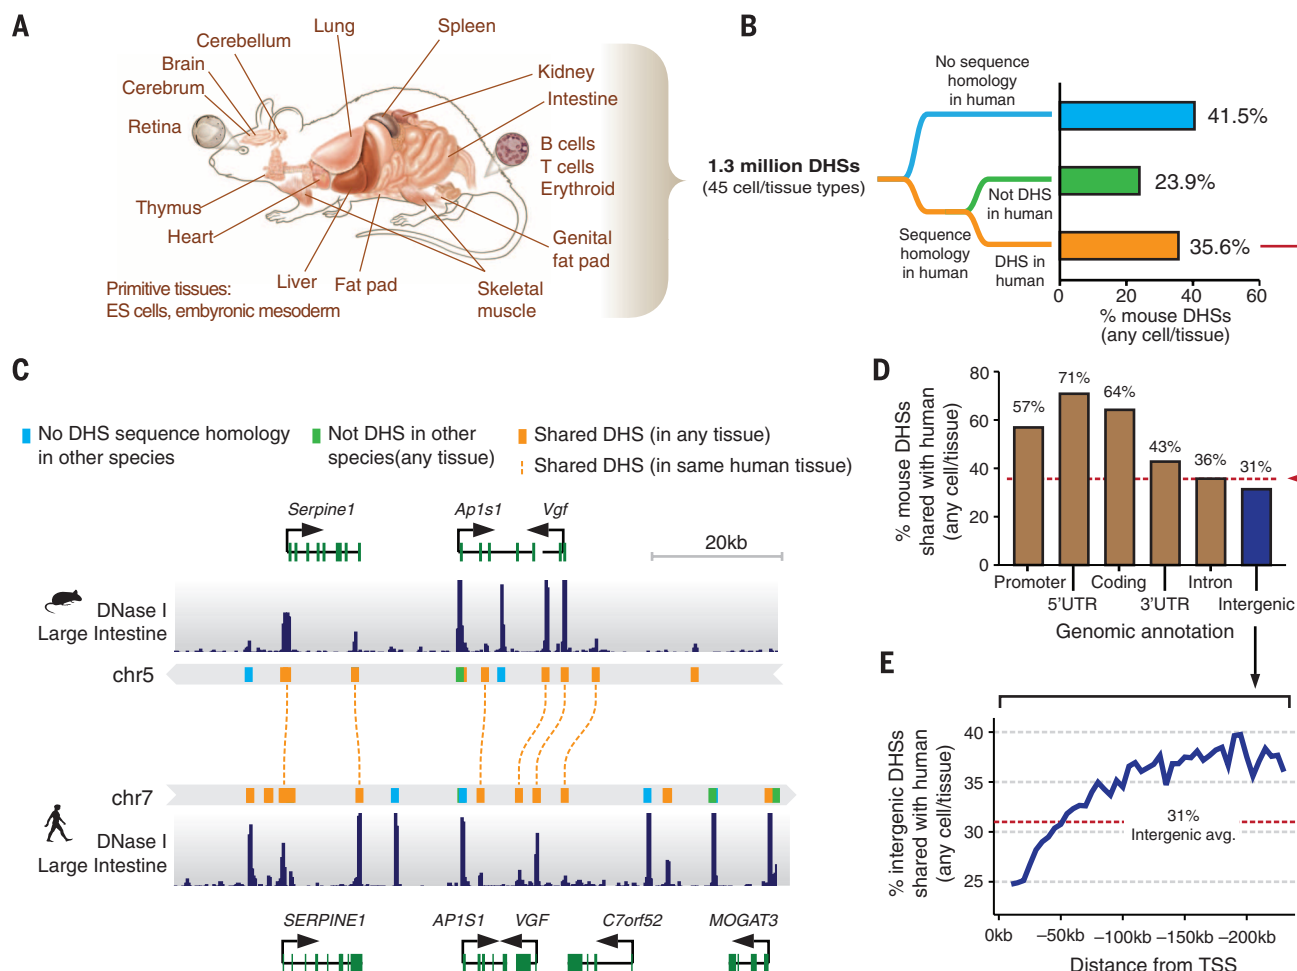 A
Lung
Spleen
Cerebellum
Brain
Cerebrum
Kidney
Intestine
Retina
B cells
T cells
Erythroid
Thymus
Heart
Genital
fat pad
Liver
Fat pad
Skeletal
muscle
Primitive tissues:
ES cells, embyronic mesoderm
B
No sequence
homology
in human
41.5%
1.3 million DHSs
(45 cell/tissue types)
Not DHS
in human
23.9%
Sequence
homology
in human
DHS in
human
35.6%
0 20 40 60
% mouse DHSs
(any cell/tissue)
C
No DHS sequence homology
in other species
Not DHS in other
species(any tissue)
Shared DHS (in any tissue)
Shared DHS (in same human tissue)
Serpine1 Ap1s1 Vgf
20kb
DNase I
Large Intestine
chr5
chr7
DNase I
Large Intestine
SERPINE1 AP1S1 VGF C7orf52 MOGAT3
D
% mouse DHSs
shared with human
(any cell/tissue)
80
60
40
20
0
57% 71% 64% 43% 36% 31%
Promoter Coding Intron
5'UTR 3'UTR Intergenic
Genomic annotation
E
% intergenic DHSs
shared with human
(any cell/tissue)
40
35
30
25
31%
Intergenic avg.
0kb –50kb –100kb –150kb –200kb
Distance from TSS